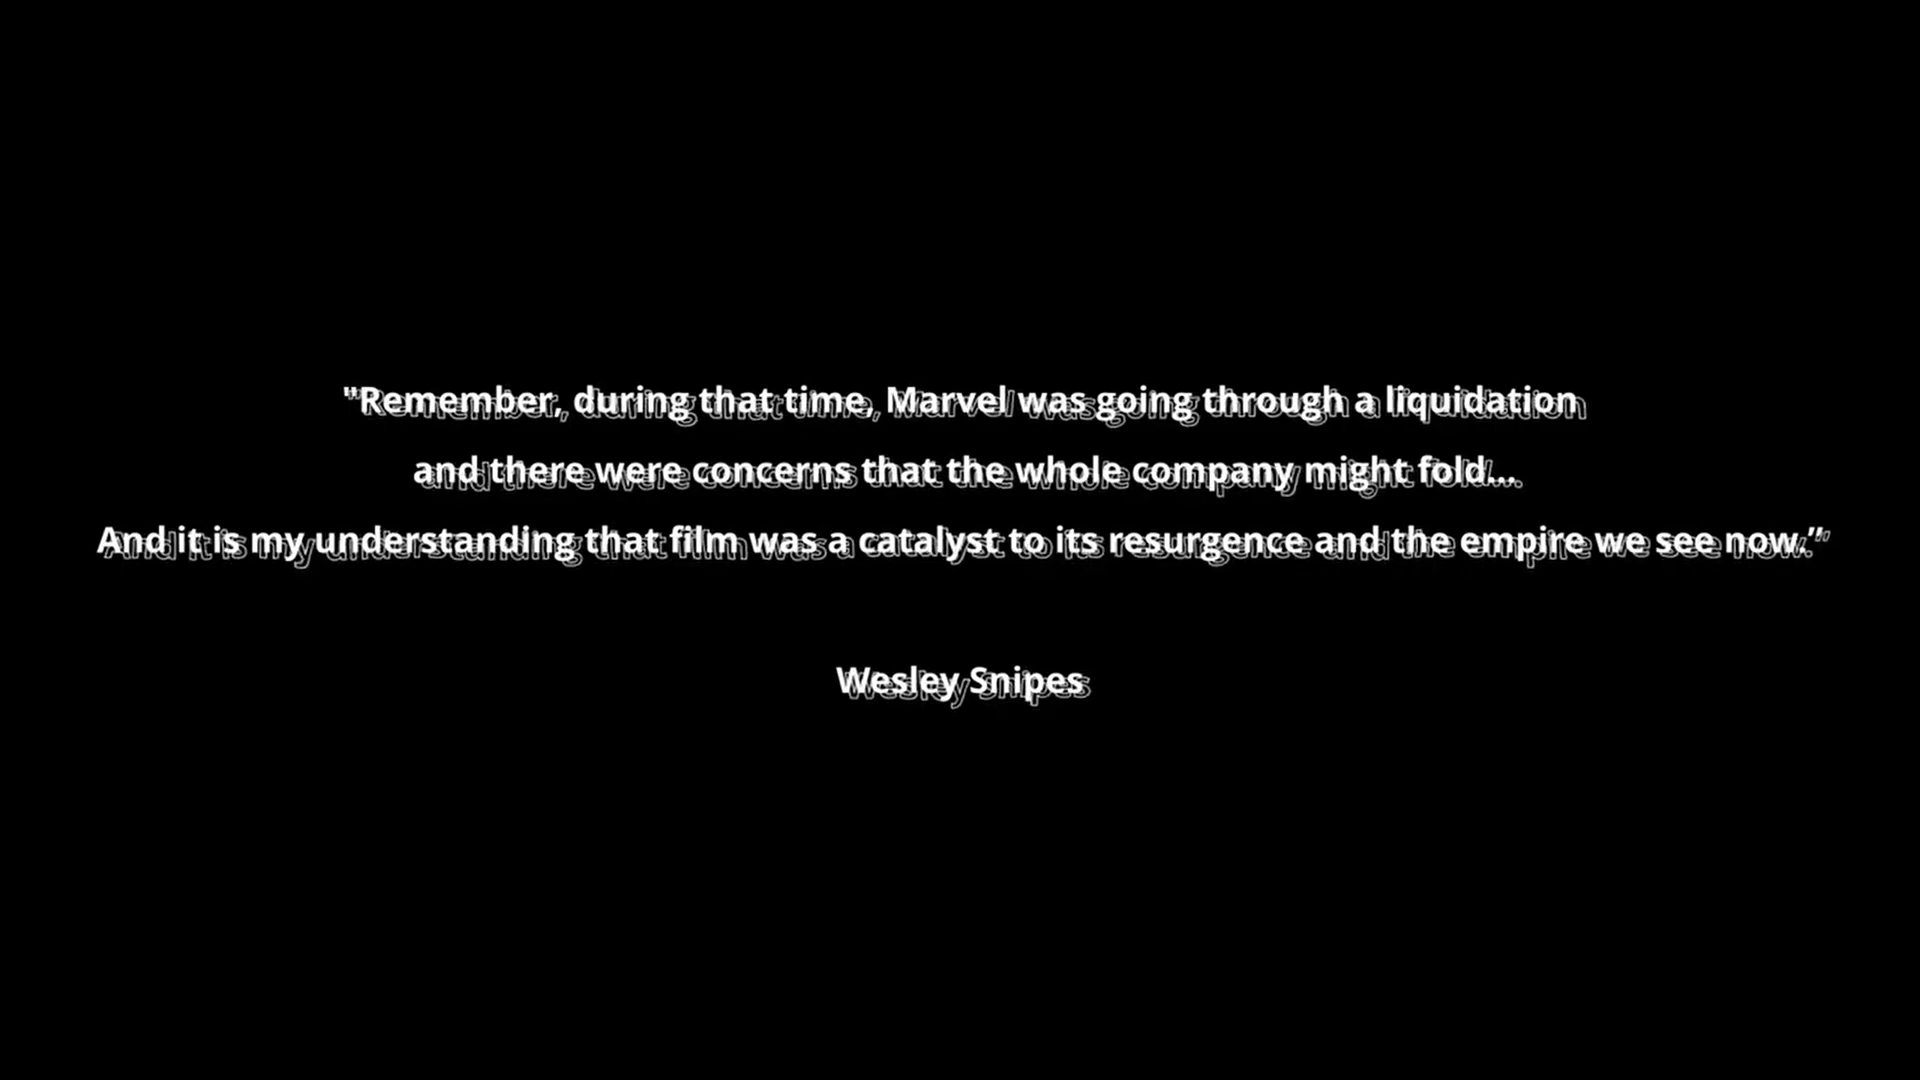 "Remember, during that time, Marvel was going through a liquidation
and there were concerns that the whole company might fold...
And it is my understanding that film was a catalyst to its resurgence and the empire we see now.”
Wesley Snipes